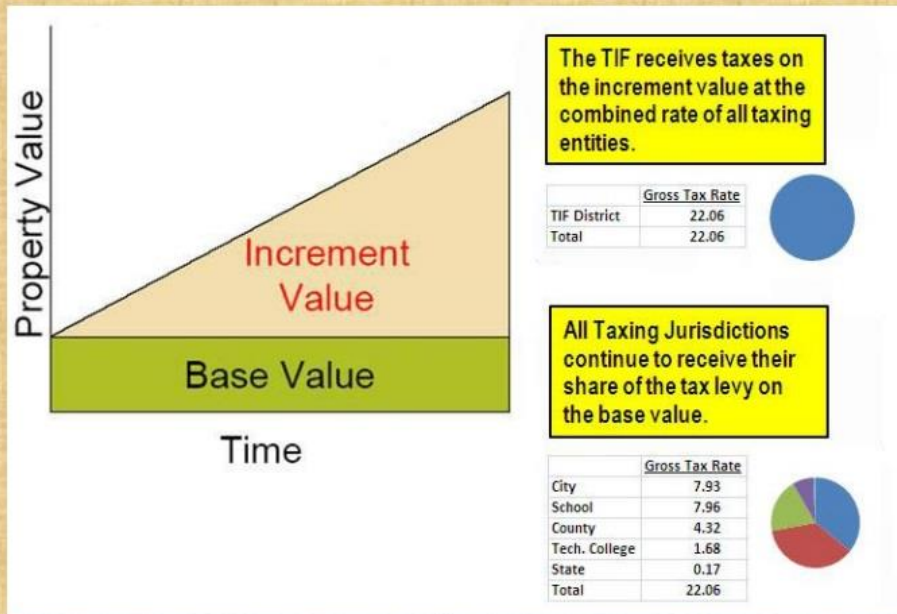 Property Value
Increment
Value
Base Value
Time
The TIF receives taxes on
the increment value at the
combined rate of all taxing
entities.
Gross Tax Rate
TIF District 22.06
Total 22.06
All Taxing Jurisdictions
continue to receive their
share of the tax levy on
the base value.
Gross Tax Rate
City 7.93
School 7.96
County 4.32
Tech. College 1.68
State 0.17
Total 22.06